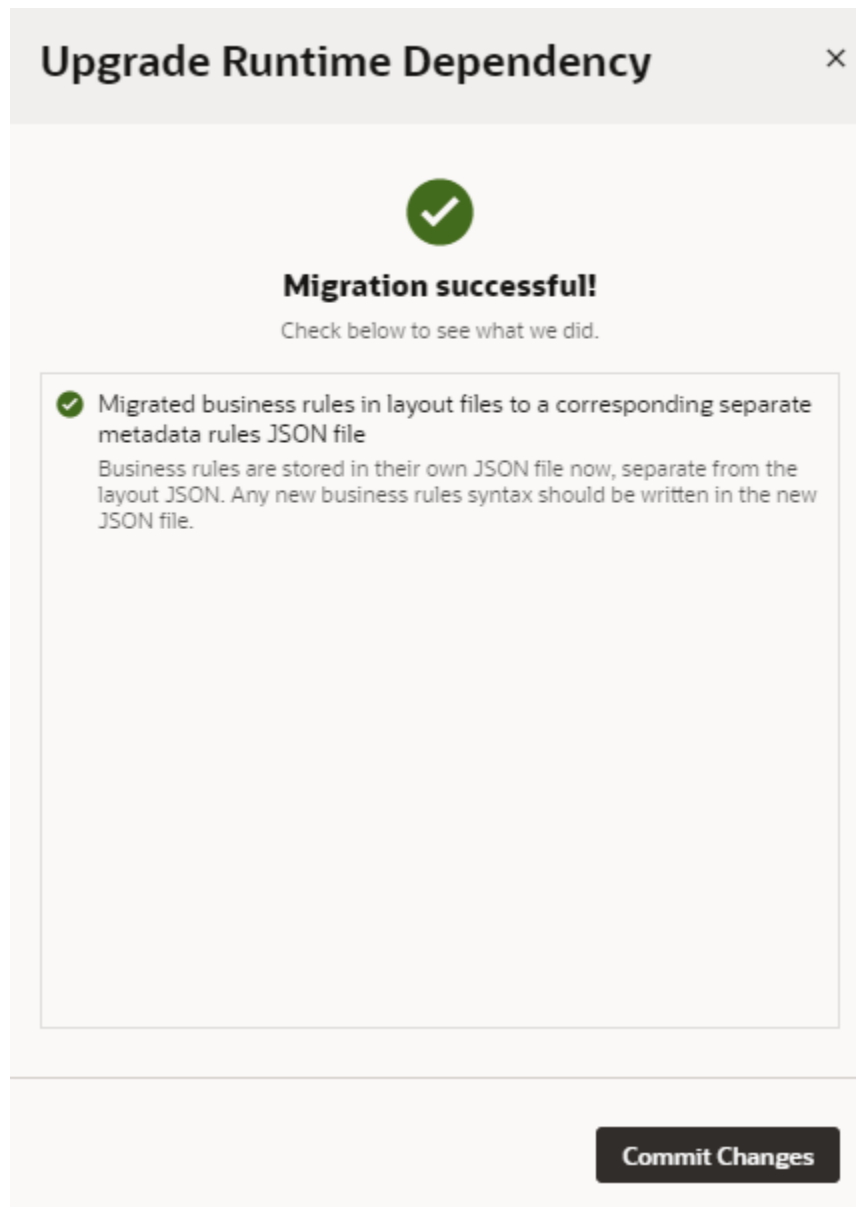 Upgrade Runtime Dependency
Migration successful!
Check below to see what we did.
Migrated business rules in layout files to a corresponding separate
metadata rules JSON file
Business rules are stored in their own JSON file now, separate from the
layout JSON. Any new business rules syntax should be written in the new
JSON file.
Commit Changes